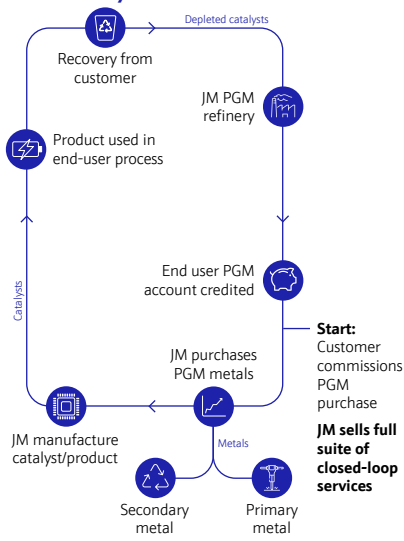 Depleted catalysts
Recovery from
customer
JM PGM
refinery
Product used in
end-user process
End user PGM
account credited
Catalysts
Start:
Customer
commissions
PGM
purchase
JM sells full
suite of
closed-loop
services
JM purchases
PGM metals
JM manufacture
catalyst/product
Metals
Secondary
metal
Primary
metal